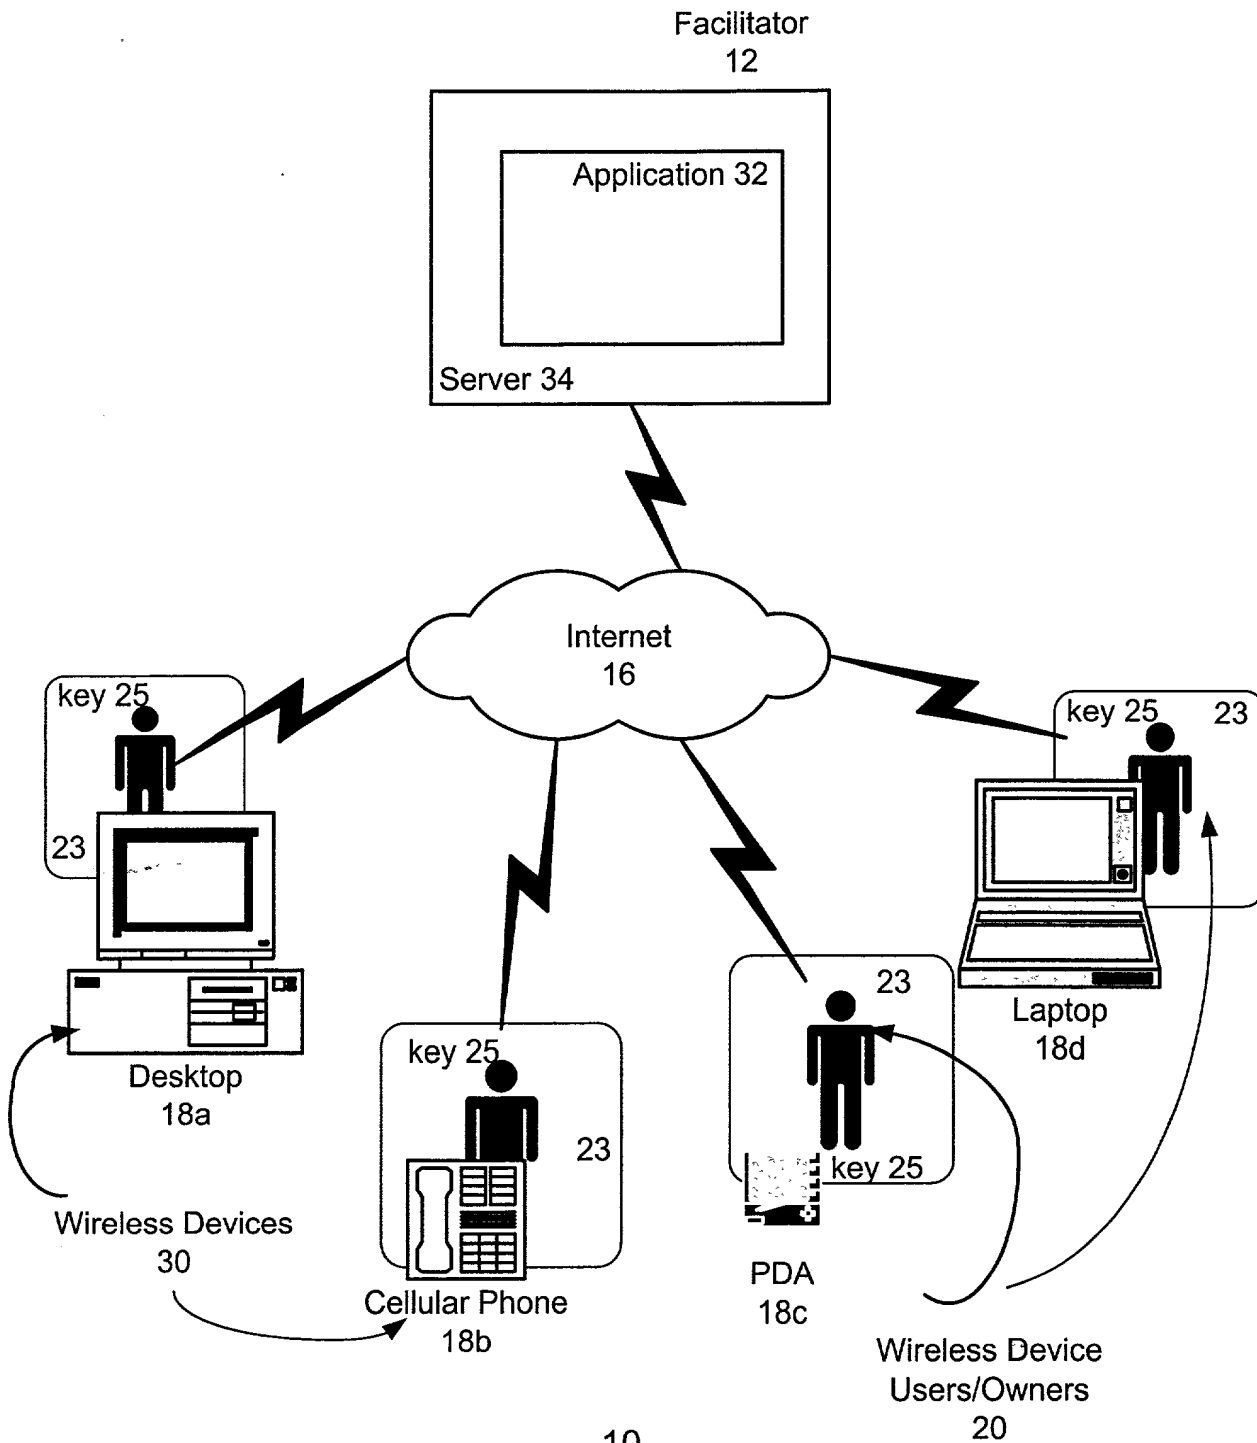 Facilitator
12
Application 32
Server 34
Internet
16
key 25
23
key 25 23
Desktop
18a
key 25
23
23
key 25
Laptop
18d
Wireless Devices
30
Cellular Phone
18b
PDA
18c
Wireless Device
Users/Owners
20
10